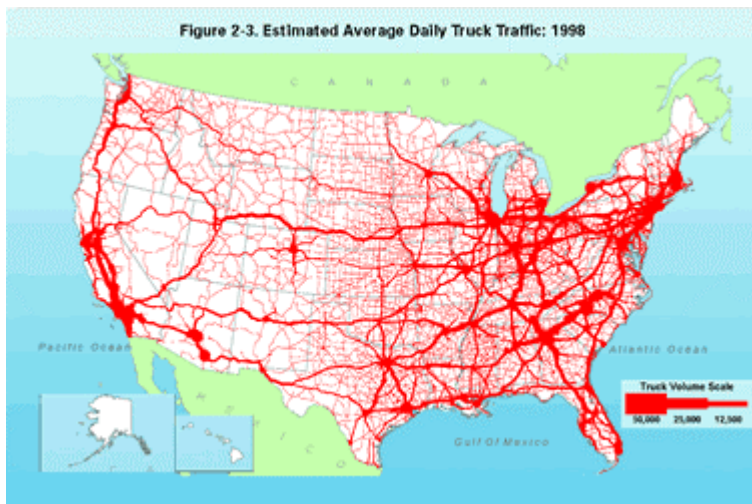 Figure 2-3. Estimated Average Daily Truck Traffic: 1998
C A N A D A
Pacific Ocean
Atlantic Ocean
M E X I C O
Gulf Of Mexico
Truck Volume Scale
50,000 25,000 12,500